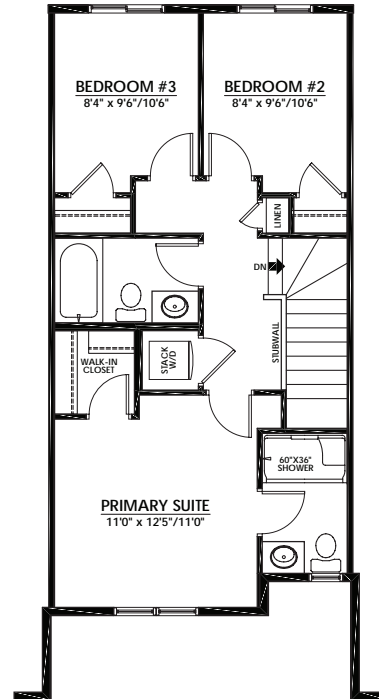 BEDROOM #3
8'4" x 9'6"/10'6"
BEDROOM #2
8'4" x 9'6"/10'6"
LINEN
DN
STUBWALL
STACK
W/D
WALK-IN
CLOSET
60"X36"
SHOWER
PRIMARY SUITE
11'0" x 12'5"/11'0"